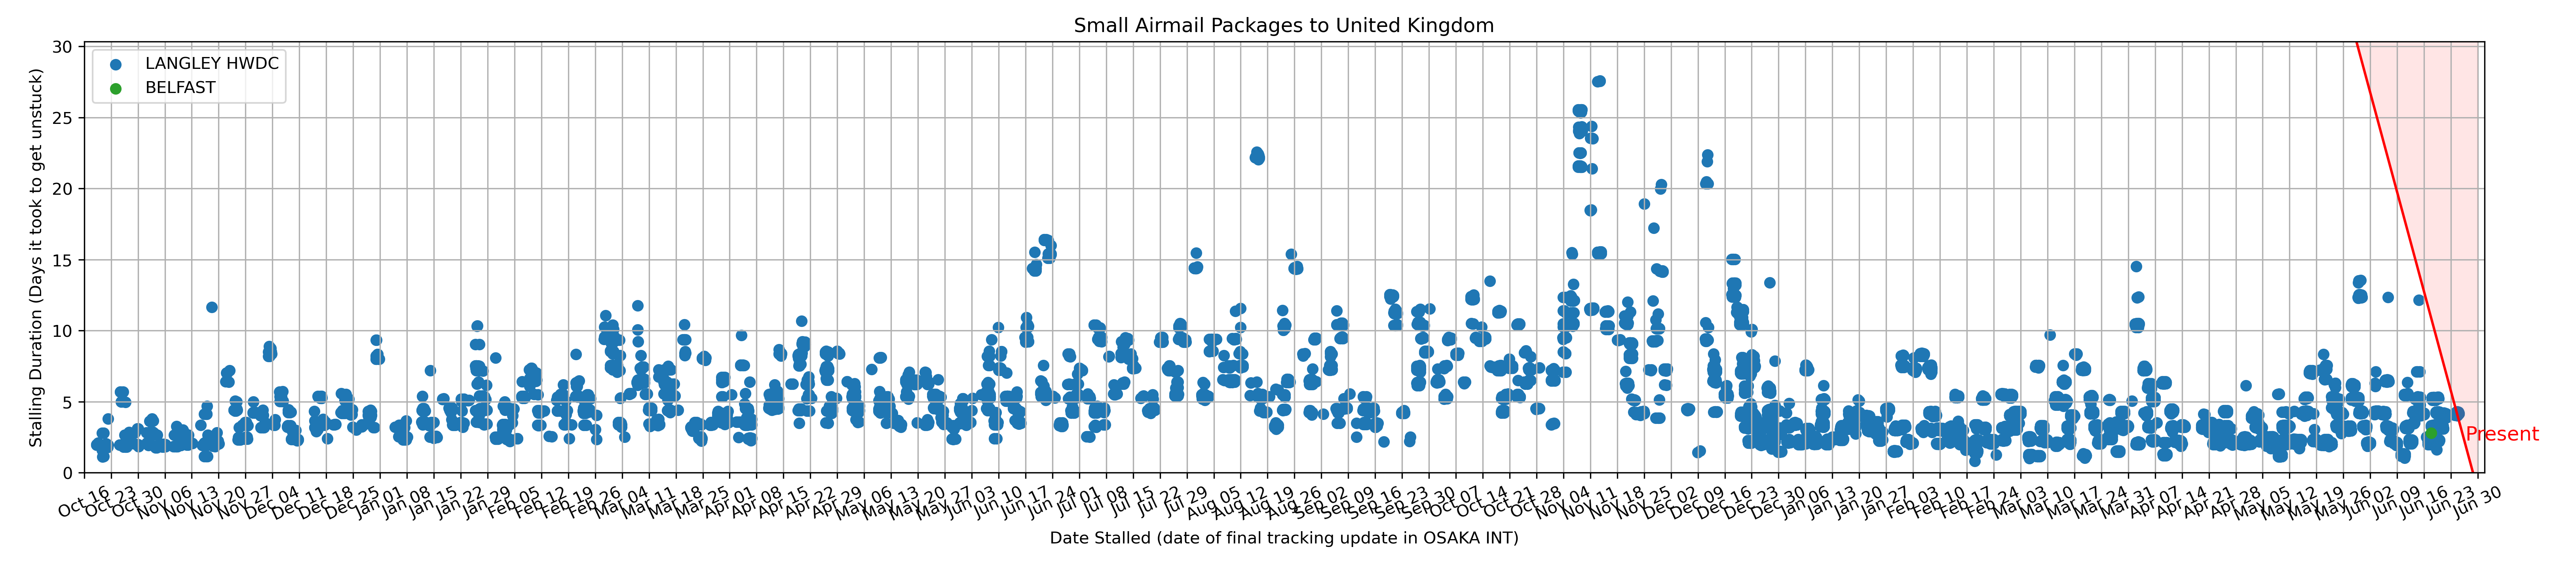 Small Airmail Packages to United Kingdom
LANGLEY HWDC
BELFAST
Stalling Duration (Days it took to get unstuck)
30
25
20
15
10
5
0
Present
Oct 16
Oct 23
Oct 30
Nov 06
Nov 13
Nov 20
Nov 27
Dec 04
Dec 11
Dec 18
Dec 25
Jan 01
Jan 08
Jan 15
Jan 22
Jan 29
Feb 05
Feb 12
Feb 19
Feb 26
Mar 04
Mar 11
Mar 18
Mar 25
Apr 01
Apr 08
Apr 15
Apr 22
Apr 29
May 06
May 13
May 20
May 27
Jun 03
Jun 10
Jun 17
Jun 24
Jul 01
Jul 08
Jul 15
Jul 22
Jul 29
Aug 05
Aug 12
Aug 19
Aug 26
Sep 02
Sep 09
Sep 16
Sep 23
Sep 30
Oct 07
Oct 14
Oct 21
Oct 28
Nov 04
Nov 11
Nov 18
Nov 25
Dec 02
Dec 09
Dec 16
Dec 23
Dec 30
Jan 06
Jan 13
Jan 20
Jan 27
Feb 03
Feb 10
Feb 17
Feb 24
Mar 03
Mar 10
Mar 17
Mar 24
Mar 31
Apr 07
Apr 14
Apr 21
Apr 28
May 05
May 12
May 19
May 26
Jun 02
Jun 09
Jun 16
Jun 23
Jun 30
Date Stalled (date of final tracking update in OSAKA INT)